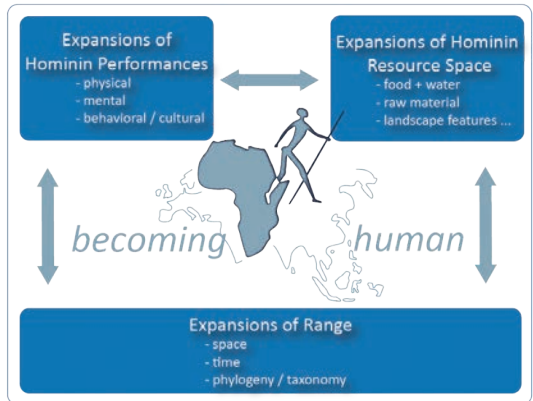 Expansions of
Hominin Performances
- physical
- mental
- behavioral / cultural
Expansions of Hominin
Resource Space
- food + water
- raw material
- landscape features ...
becoming human
Expansions of Range
- space
- time
- phylogeny / taxonomy